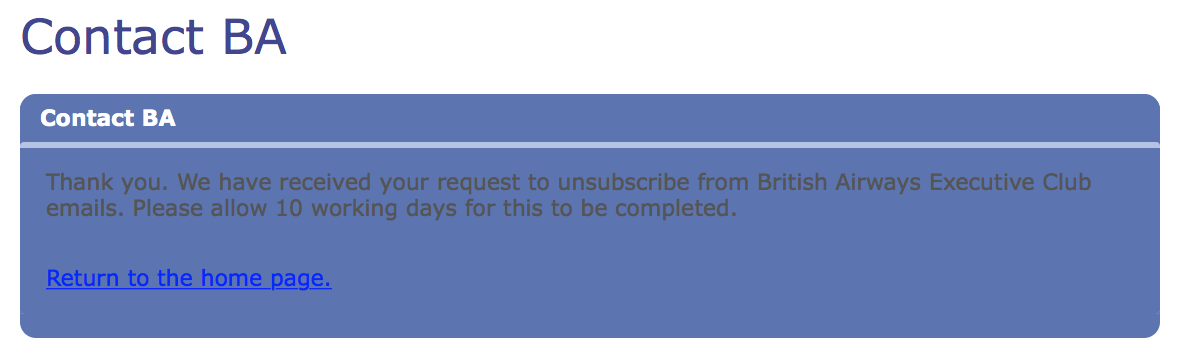 Contact BA
Contact BA
Thank you. We have received your request to unsubscribe from British Airways Executive Club
emails. Please allow 10 working days for this to be completed.
Return to the home page.